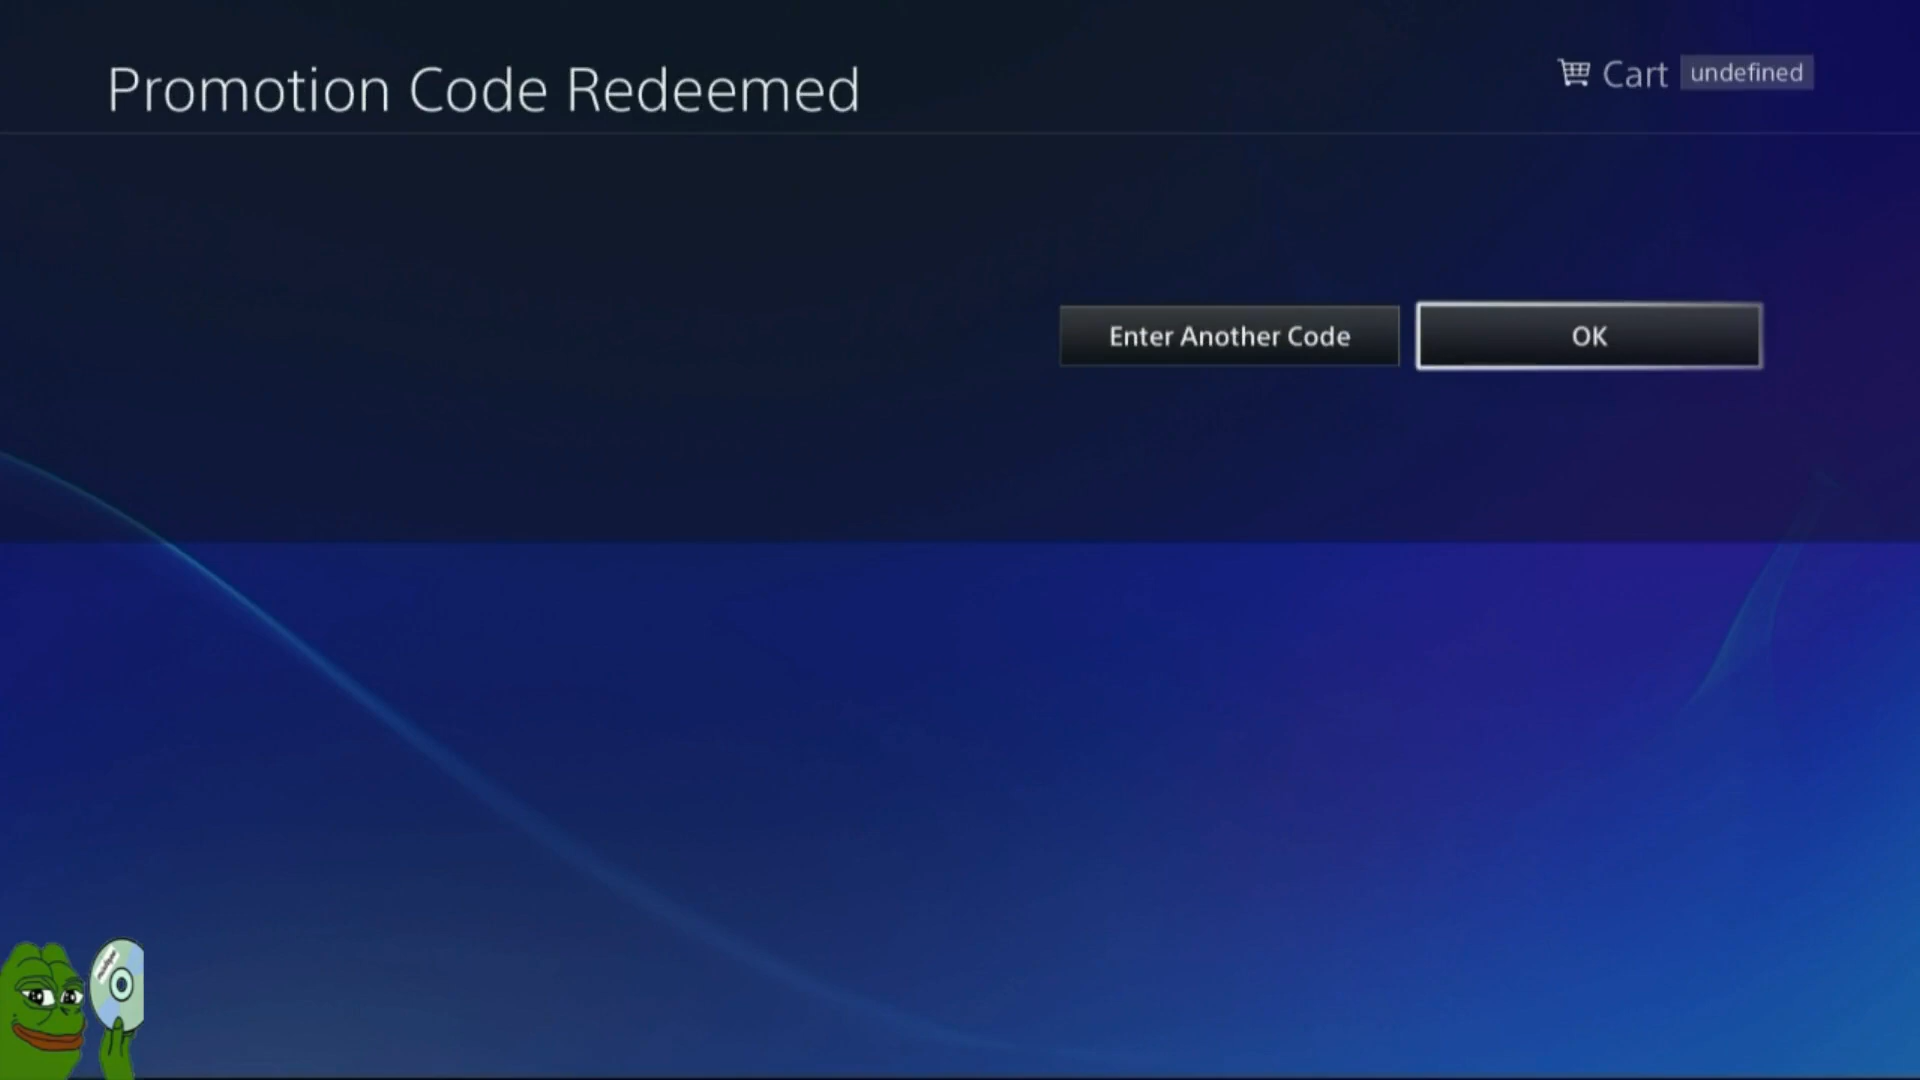 Promotion Code Redeemed
Cart undefined
Enter Another Code
OK